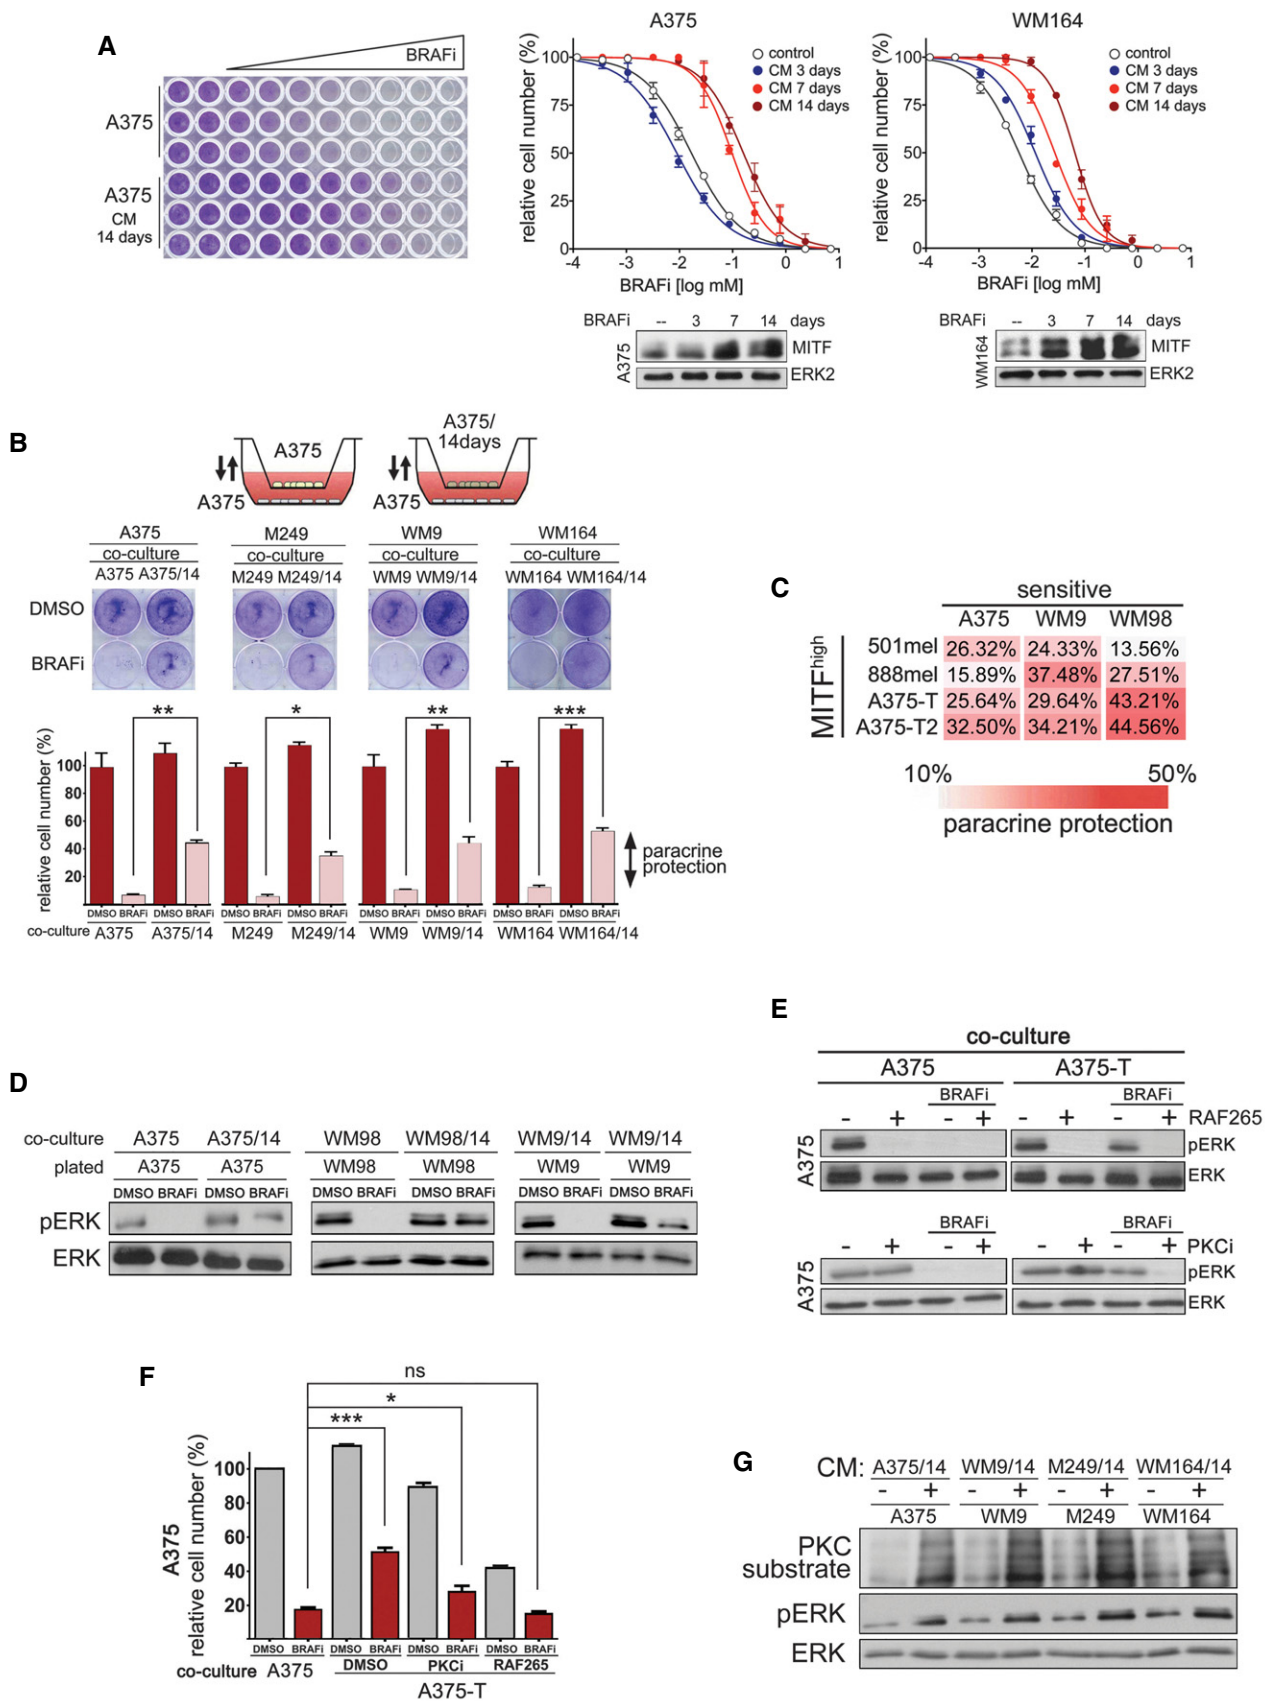 A
BRAFi
A375
A375
CM
14 days
A375
relative cell number (%)
100
75
50
25
0
-4 -3 -2 -1 0 1
BRAFi [log mM]
control
CM 3 days
CM 7 days
CM 14 days
WM164
relative cell number (%)
100
75
50
25
0
-4 -3 -2 -1 0 1
BRAFi [log mM]
control
CM 3 days
CM 7 days
CM 14 days
BRAFi -- 3 7 14 days
A375
MITF
ERK2
BRAFi -- 3 7 14 days
WM164
MITF
ERK2
B
A375
A375
A375/
14days
A375
A375 M249 WM9 WM164
co-culture co-culture co-culture co-culture
A375 A375/14 M249 M249/14 WM9 WM9/14 WM164 WM164/14
DMSO
BRAFi
relative cell number (%)
100
80
60
40
20
** * ** ***
paracrine
protection
DMSO BRAFi DMSO BRAFi DMSO BRAFi DMSO BRAFi DMSO BRAFi DMSO BRAFi DMSO BRAFi DMSO BRAFi
co-culture A375 A375/14 M249 M249/14 WM9 WM9/14 WM164 WM164/14
C
sensitive
A375 WM9 WM98
MITFhigh
501mel 26.32% 24.33% 13.56%
888mel 15.89% 37.48% 27.51%
A375-T 25.64% 29.64% 43.21%
A375-T2 32.50% 34.21% 44.56%
10% 50%
paracrine protection
D
co-culture A375 A375/14 WM98 WM98/14 WM9/14 WM9/14
plated A375 A375 WM98 WM98 WM9 WM9
DMSO BRAFi DMSO BRAFi DMSO BRAFi DMSO BRAFi DMSO BRAFi DMSO BRAFi
pERK
ERK
E
co-culture
A375 A375-T
BRAFi BRAFi
- + - + - + - + RAF265
A375
pERK
ERK
BRAFi BRAFi
- + - + - + - + PKCi
A375
pERK
ERK
F
ns
*
***
A375
relative cell number (%)
100
80
60
40
20
DMSO BRAFi DMSO BRAFi DMSO BRAFi DMSO BRAFi
co-culture A375 DMSO PKCi RAF265
A375-T
G
CM: A375/14 WM9/14 M249/14 WM164/14
- + - + - + - +
A375 WM9 M249 WM164
PKC
substrate
pERK
ERK